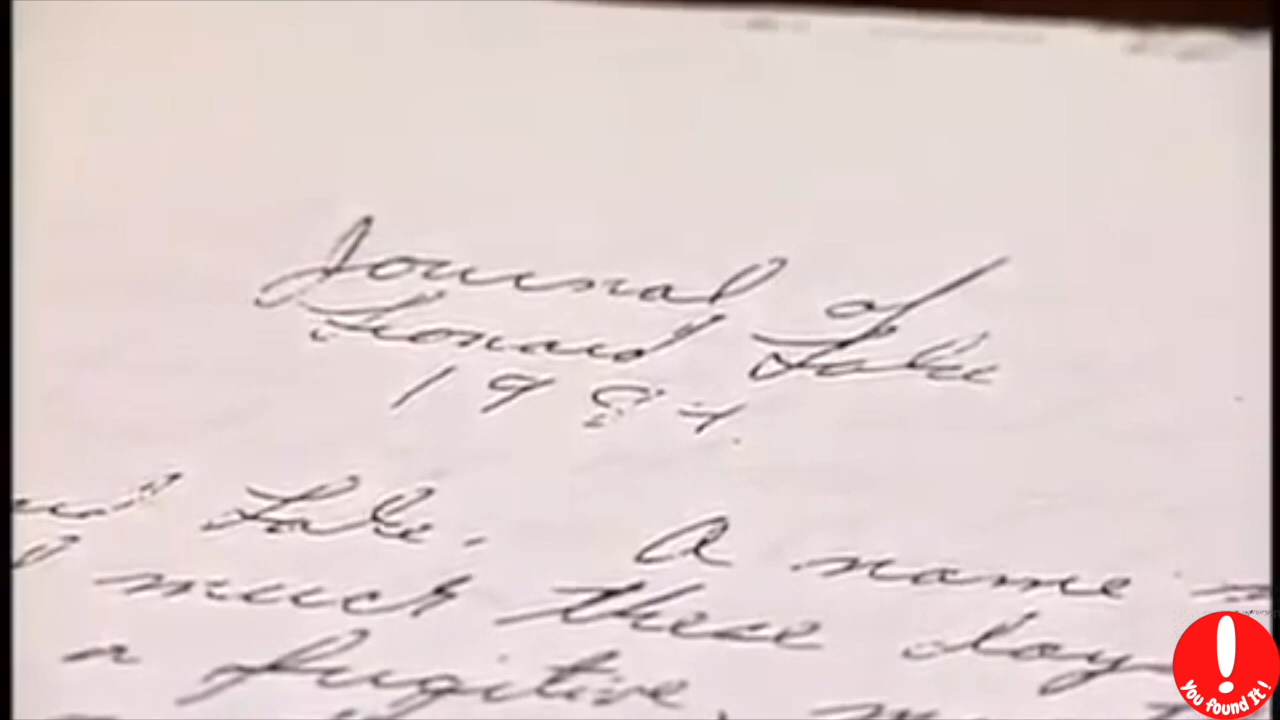 Journal of
Leonard Lake
1984.
Lake. A name
much these days
a fugitive,
You found It!